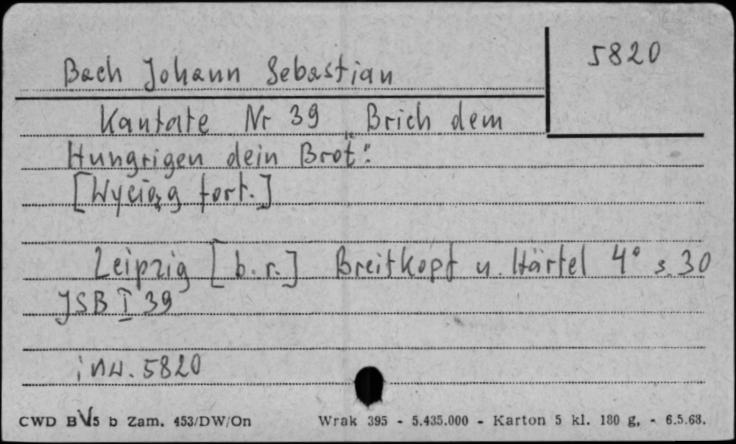 5820
Bach Johann Sebastian
Kantate Nr 39 Brich dem
Hungrigen dein Brot".
[Wyciąg fort.]
Leipzig [b.r.] Breitkopf u. Härtel 4° s. 30
JSB I 39
inw. 5820
CWD B V/5 b Zam. 453/DW/On Wrak 395 - 5.435.000 - Karton 5 kl. 180 g, - 6.5.68.